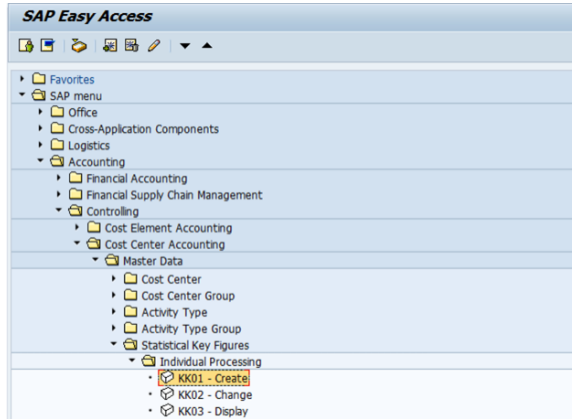 SAP Easy Access
Favorites
SAP menu
Office
Cross-Application Components
Logistics
Accounting
Financial Accounting
Financial Supply Chain Management
Controlling
Cost Element Accounting
Cost Center Accounting
Master Data
Cost Center
Cost Center Group
Activity Type
Activity Type Group
Statistical Key Figures
Individual Processing
KK01 - Create
KK02 - Change
KK03 - Display